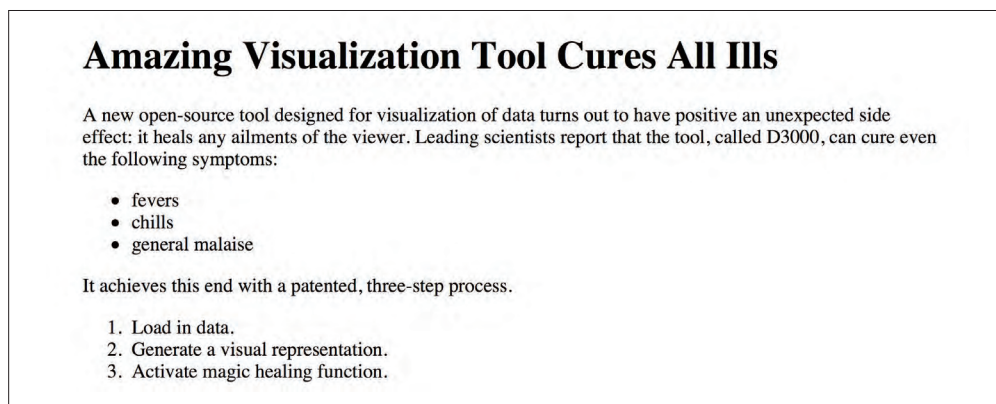 Amazing Visualization Tool Cures All Ills
A new open-source tool designed for visualization of data turns out to have positive an unexpected side
effect: it heals any ailments of the viewer. Leading scientists report that the tool, called D3000, can cure even
the following symptoms:
• fevers
• chills
• general malaise
It achieves this end with a patented, three-step process.
1. Load in data.
2. Generate a visual representation.
3. Activate magic healing function.